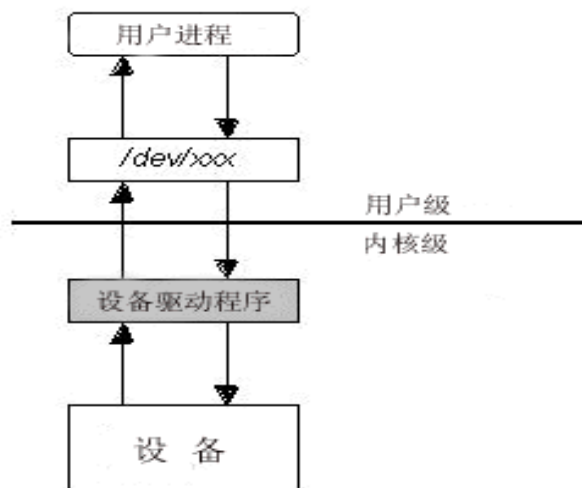 用户进程
/dev/xxx
用户级
内核级
设备驱动程序
设 备